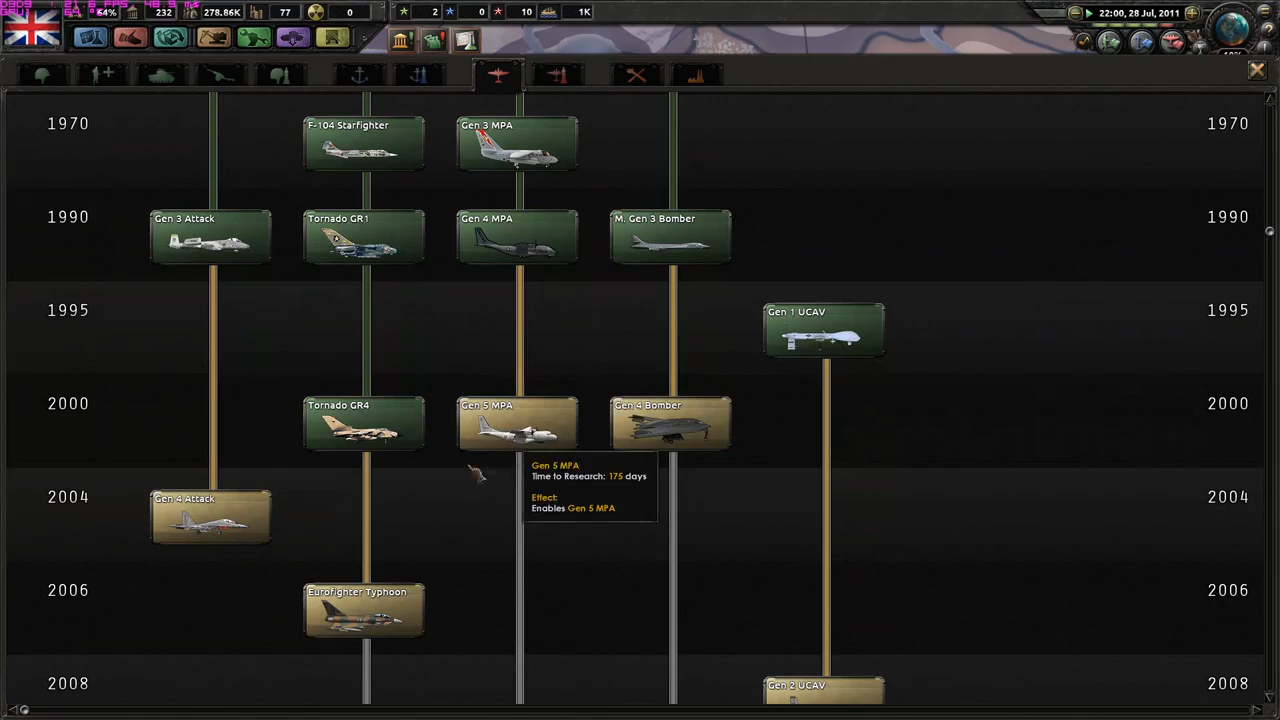 64%
232
278.86K
77
0
2
0
10
1K
22:00, 28 Jul, 2011
1970
F-104 Starfighter
Gen 3 MPA
1970
1990
Gen 3 Attack
Tornado GR1
Gen 4 MPA
M. Gen 3 Bomber
1990
1995
Gen 1 UCAV
1995
2000
Tornado GR4
Gen 5 MPA
Gen 4 Bomber
2000
Gen 5 MPA
Time to Research: 175 days
Effect:
Enables Gen 5 MPA
2004
Gen 4 Attack
2004
2006
Eurofighter Typhoon
2006
2008
Gen 2 UCAV
2008